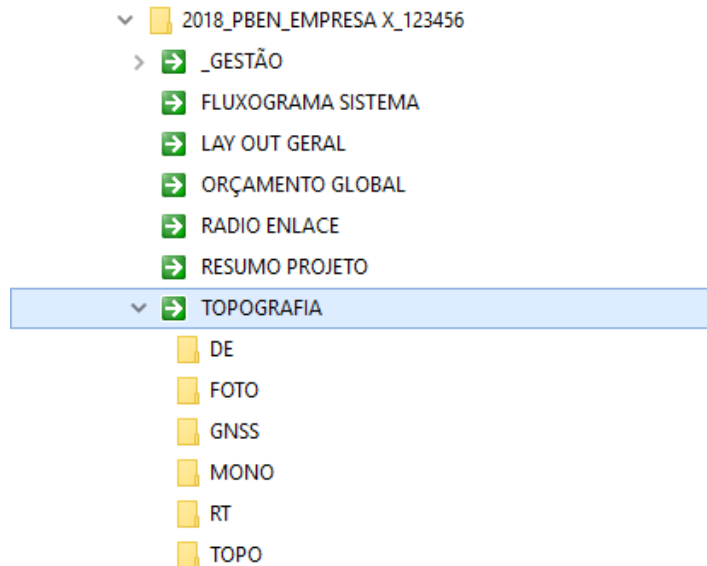 2018_PBEN_EMPRESA X_123456
_GESTÃO
FLUXOGRAMA SISTEMA
LAY OUT GERAL
ORÇAMENTO GLOBAL
RADIO ENLACE
RESUMO PROJETO
TOPOGRAFIA
DE
FOTO
GNSS
MONO
RT
TOPO